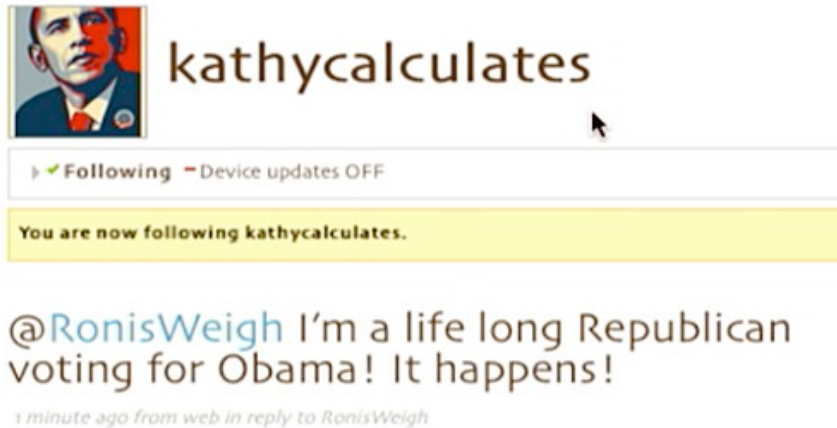 kathycalculates
Following Device updates OFF
You are now following kathycalculates.
@RonisWeigh I'm a life long Republican
voting for Obama! It happens!
1 minute ago from web in reply to RonisWeigh